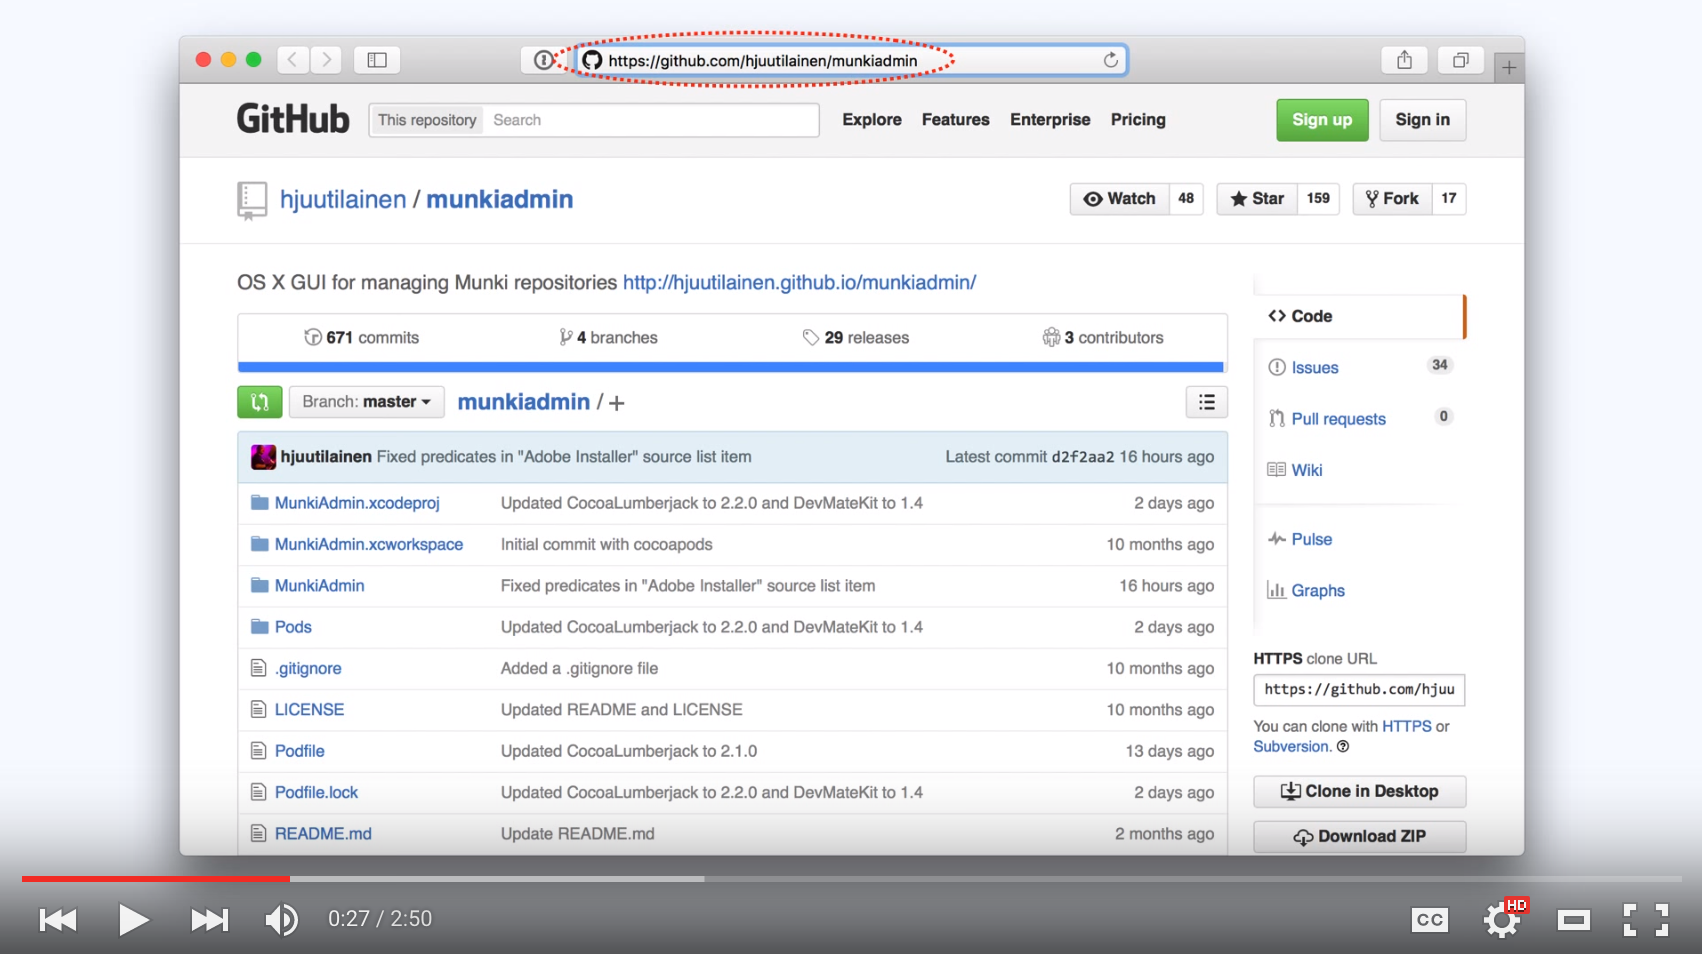 https://github.com/hjuutilainen/munkiadmin
GitHub This repository Search Explore Features Enterprise Pricing Sign up Sign in
hjuutilainen / munkiadmin Watch 48 Star 159 Fork 17
OS X GUI for managing Munki repositories http://hjuutilainen.github.io/munkiadmin/
671 commits 4 branches 29 releases 3 contributors
Branch: master munkiadmin / +
hjuutilainen Fixed predicates in "Adobe Installer" source list item Latest commit d2f2aa2 16 hours ago
MunkiAdmin.xcodeproj Updated CocoaLumberjack to 2.2.0 and DevMateKit to 1.4 2 days ago
MunkiAdmin.xcworkspace Initial commit with cocoapods 10 months ago
MunkiAdmin Fixed predicates in "Adobe Installer" source list item 16 hours ago
Pods Updated CocoaLumberjack to 2.2.0 and DevMateKit to 1.4 2 days ago
.gitignore Added a .gitignore file 10 months ago
LICENSE Updated README and LICENSE 10 months ago
Podfile Updated CocoaLumberjack to 2.1.0 13 days ago
Podfile.lock Updated CocoaLumberjack to 2.2.0 and DevMateKit to 1.4 2 days ago
README.md Update README.md 2 months ago
Code
Issues 34
Pull requests 0
Wiki
Pulse
Graphs
HTTPS clone URL
https://github.com/hjuu
You can clone with HTTPS or
Subversion.
Clone in Desktop
Download ZIP
0:27 / 2:50 CC HD